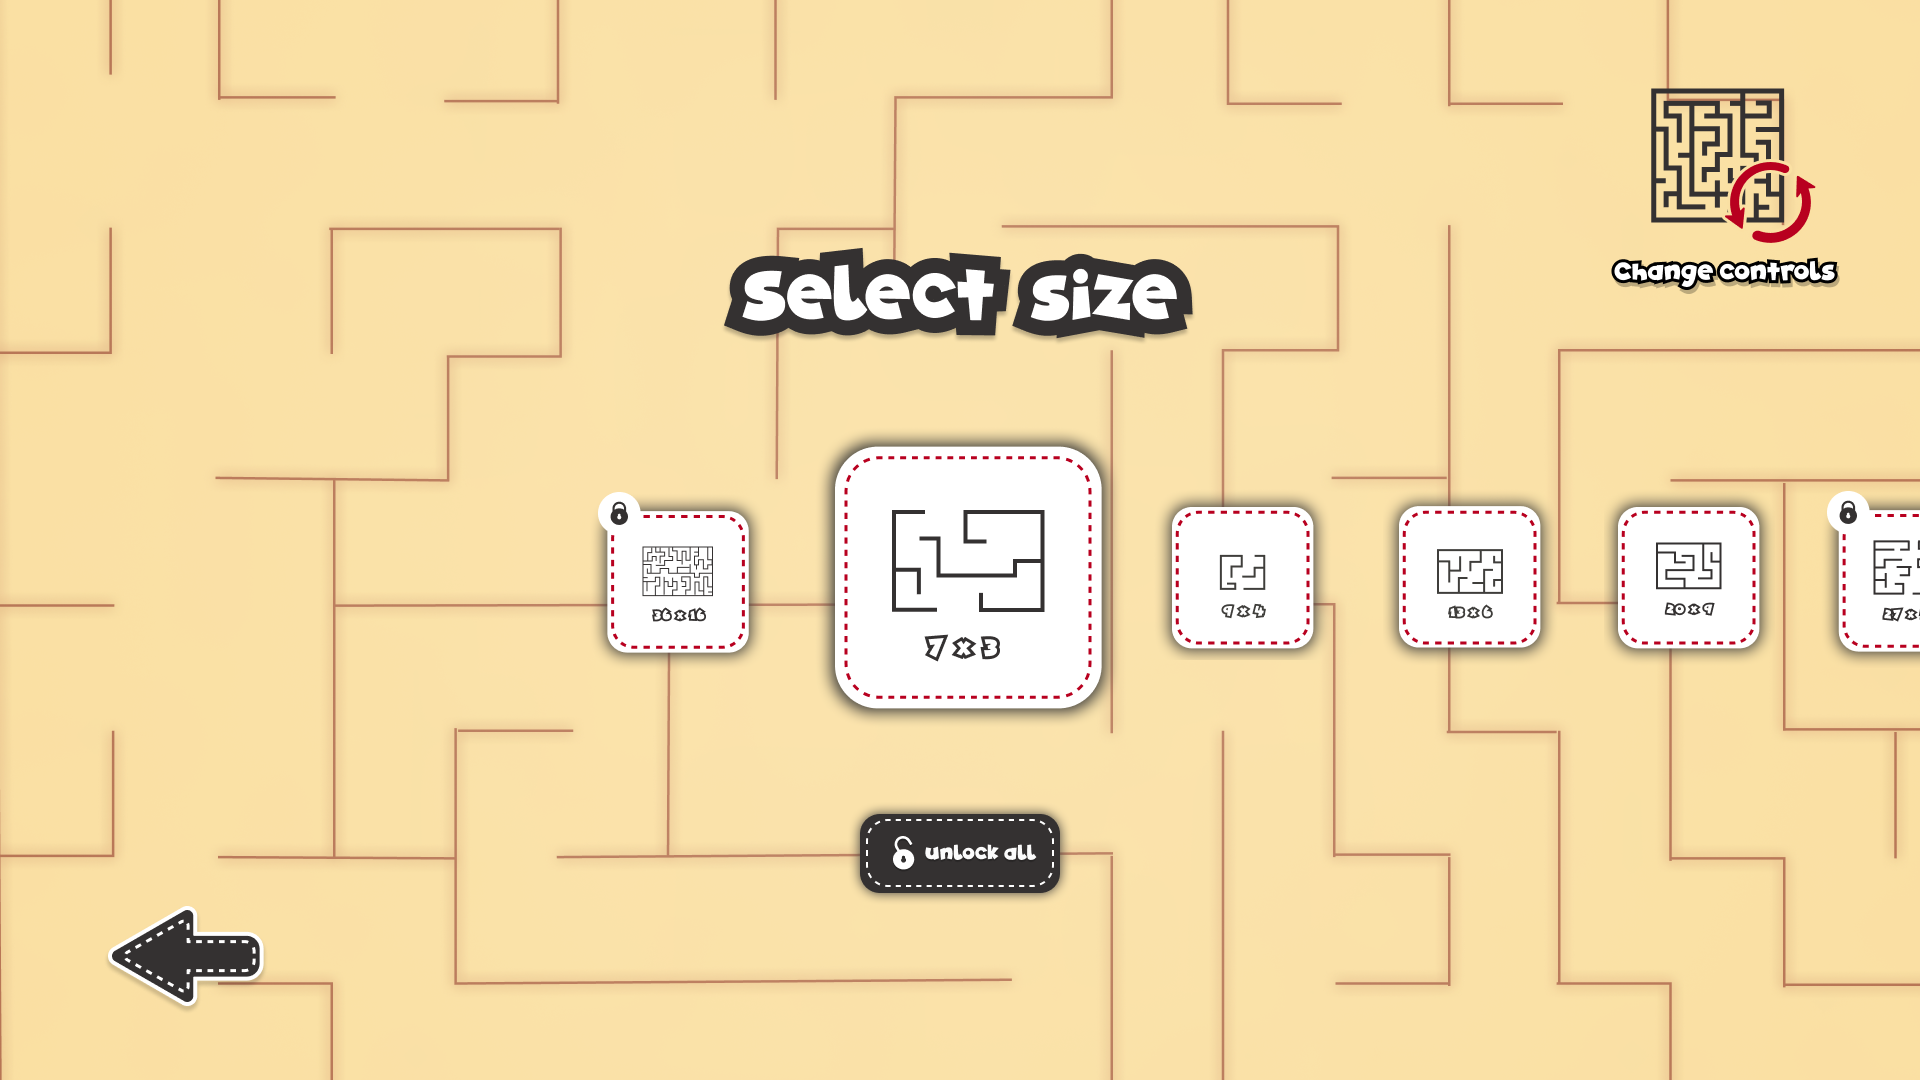 Change controls
Select size
36x16
7x3
9x4
13x6
20x9
unlock all